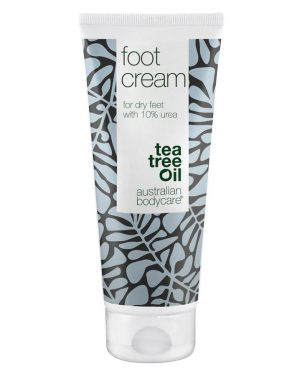 foot
cream
for dry feet
with 10% urea
tea
tree
oil
australian
bodycare®